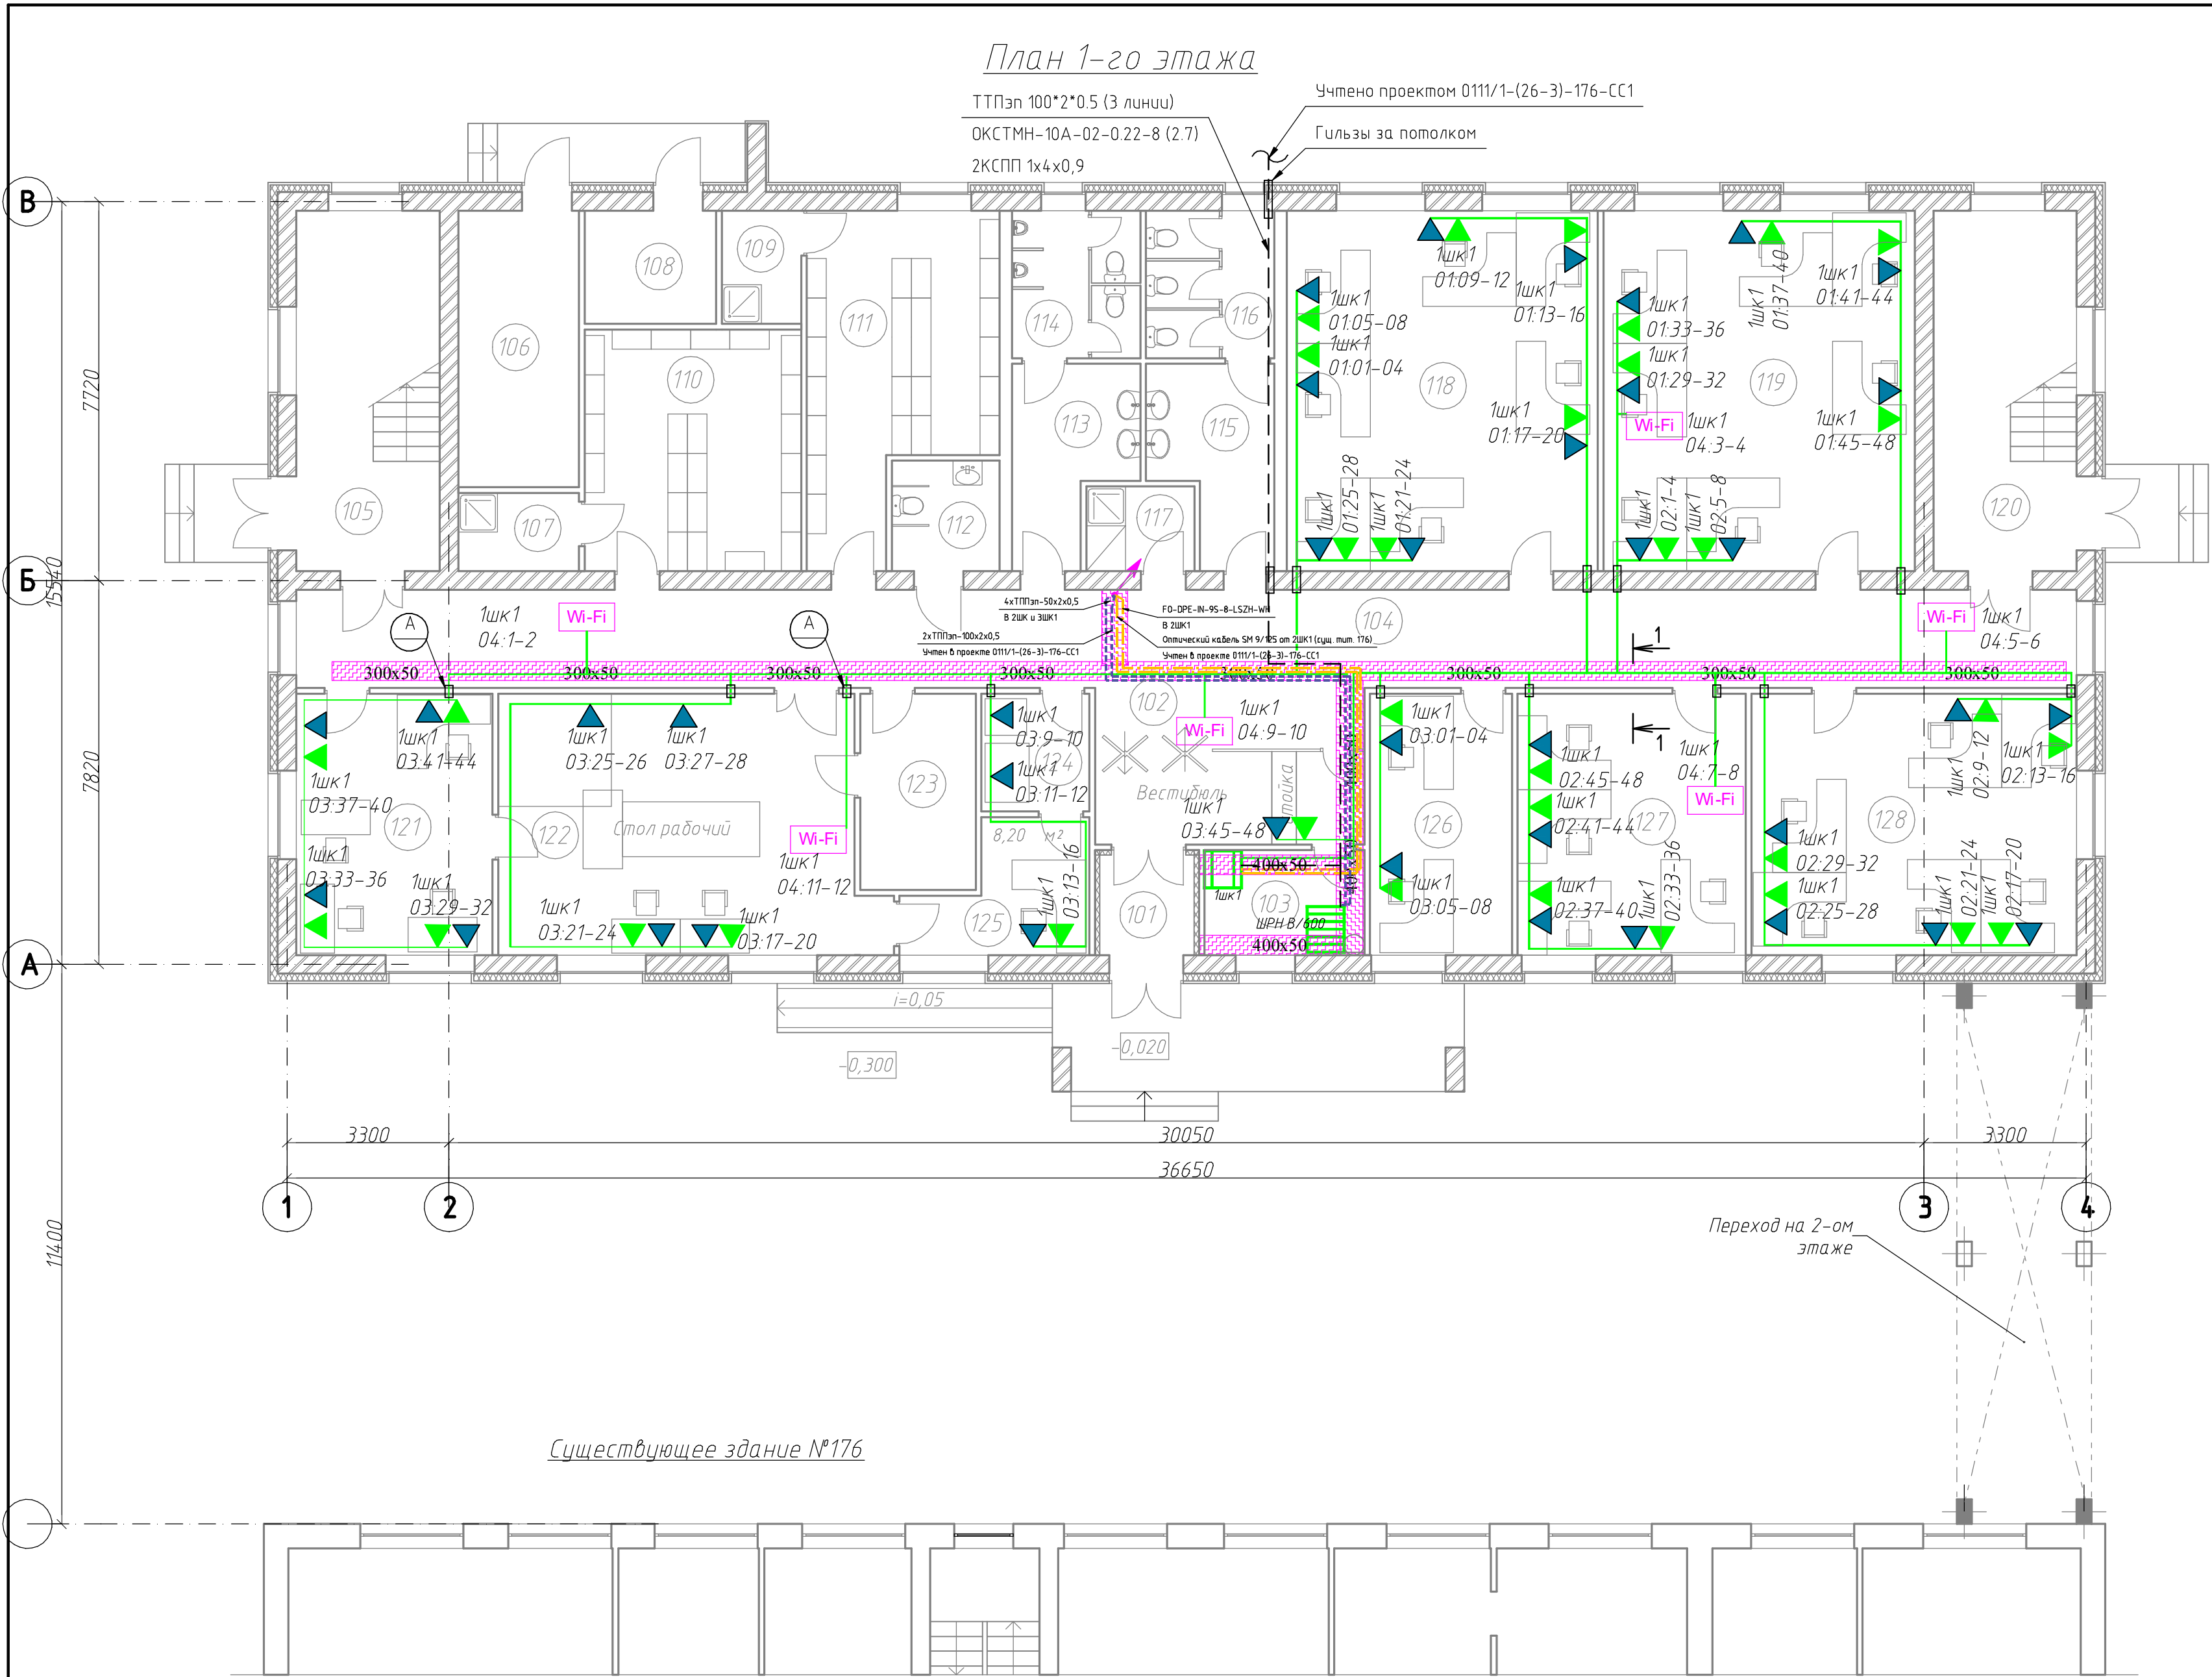 План 1-го этажа
ТТПэп 100*2*0.5 (3 линии)
ОКСТМН-10А-02-0.22-8 (2.7)
2КСПП 1х4х0,9
Учтено проектом 0111/1-(26-3)-176-СС1
Гильзы за потолком
В
Б
А
7720
15540
7820
11400
105
106
107
108
109
110
111
112
113
114
115
116
117
118
119
120
1шк1
01:05-08
1шк1
01:01-04
1шк1
01:09-12
1шк1
01:13-16
1шк1
01:17-20
1шк1
01:25-28
1шк1
01:21-24
1шк1
01:33-36
1шк1
01:29-32
1шк1
01:37-40
1шк1
01:41-44
1шк1
01:45-48
Wi-Fi
1шк1
04:3-4
1шк1
02:1-4
1шк1
02:5-8
1шк1
04:1-2
Wi-Fi
А
А
4хТППэп-50х2х0,5
В 2ШК и 3ШК1
2хТППэп-100х2х0,5
Учтен в проекте 0111/1-(26-3)-176-СС1
FO-DPE-IN-9S-8-LSZH-WH
В 2ШК1
Оптический кабель SM 9/125 от 2ШК1 (сущ. тит. 176)
Учтен в проекте 0111/1-(26-3)-176-СС1
104
1
1
Wi-Fi
1шк1
04:5-6
300х50
300х50
300х50
300х50
300х50
300х50
300х50
300х50
1шк1
03:41-44
1шк1
03:37-40
121
1шк1
03:33-36
1шк1
03:29-32
1шк1
03:25-26
1шк1
03:27-28
122
Стол рабочий
Wi-Fi
1шк1
04:11-12
1шк1
03:21-24
1шк1
03:17-20
123
1шк1
03:9-10
1шк1
03:11-12
124
8,20 м²
125
1шк1
03:13-16
102
Wi-Fi
1шк1
04:9-10
Вестибюль
Стойка
1шк1
03:45-48
101
400х50
1шк1
103
ШРН В/600
400х50
1шк1
03:01-04
126
1шк1
03:05-08
1шк1
02:45-48
1шк1
02:41-44
127
1шк1
02:37-40
1шк1
02:33-36
1шк1
04:7-8
Wi-Fi
1шк1
02:9-12
1шк1
02:13-16
128
1шк1
02:29-32
1шк1
02:25-28
1шк1
02:21-24
1шк1
02:17-20
i=0,05
-0,020
-0,300
3300
30050
3300
36650
1
2
3
4
Переход на 2-ом
этаже
Существующее здание №176